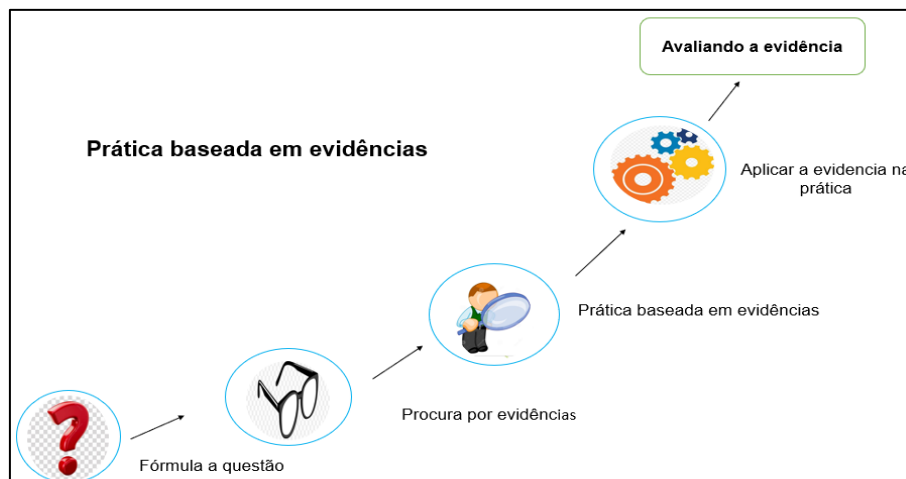 Avaliando a evidência
Prática baseada em evidências
Aplicar a evidencia na
prática
Prática baseada em evidências
Procura por evidências
Fórmula a questão